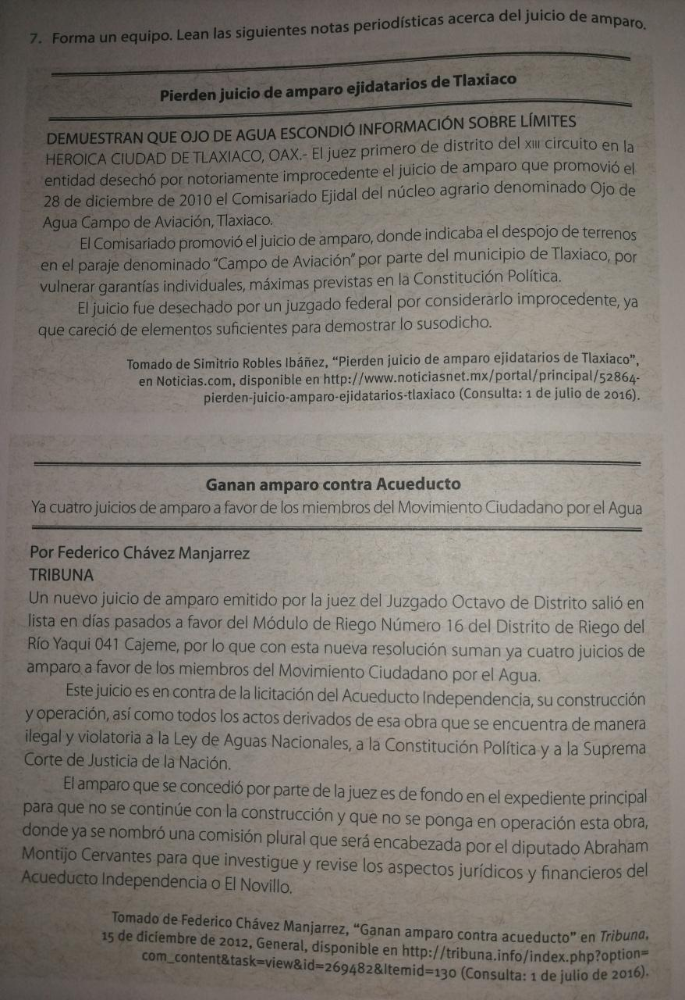 7. Forma un equipo. Lean las siguientes notas periodísticas acerca del juicio de amparo.
Pierden juicio de amparo ejidatarios de Tlaxiaco
DEMUESTRAN QUE OJO DE AGUA ESCONDIÓ INFORMACIÓN SOBRE LÍMITES
HEROICA CIUDAD DE TLAXIACO, OAX.- El juez primero de distrito del XIII circuito en la
entidad desechó por notoriamente improcedente el juicio de amparo que promovió el
28 de diciembre de 2010 el Comisariado Ejidal del núcleo agrario denominado Ojo de
Agua Campo de Aviación, Tlaxiaco.
El Comisariado promovió el juicio de amparo, donde indicaba el despojo de terrenos
en el paraje denominado “Campo de Aviación” por parte del municipio de Tlaxiaco, por
vulnerar garantías individuales, máximas previstas en la Constitución Política.
El juicio fue desechado por un juzgado federal por considerarlo improcedente, ya
que careció de elementos suficientes para demostrar lo susodicho.
Tomado de Simitrio Robles Ibáñez, “Pierden juicio de amparo ejidatarios de Tlaxiaco”,
en Noticias.com, disponible en http://www.noticiasnet.mx/portal/principal/52864-
pierden-juicio-amparo-ejidatarios-tlaxiaco (Consulta: 1 de julio de 2016).
Ganan amparo contra Acueducto
Ya cuatro juicios de amparo a favor de los miembros del Movimiento Ciudadano por el Agua
Por Federico Chávez Manjarrez
TRIBUNA
Un nuevo juicio de amparo emitido por la juez del Juzgado Octavo de Distrito salió en
lista en días pasados a favor del Módulo de Riego Número 16 del Distrito de Riego del
Río Yaqui 041 Cajeme, por lo que con esta nueva resolución suman ya cuatro juicios de
amparo a favor de los miembros del Movimiento Ciudadano por el Agua.
Este juicio es en contra de la licitación del Acueducto Independencia, su construcción
y operación, así como todos los actos derivados de esa obra que se encuentra de manera
ilegal y violatoria a la Ley de Aguas Nacionales, a la Constitución Política y a la Suprema
Corte de Justicia de la Nación.
El amparo que se concedió por parte de la juez es de fondo en el expediente principal
para que no se continúe con la construcción y que no se ponga en operación esta obra,
donde ya se nombró una comisión plural que será encabezada por el diputado Abraham
Montijo Cervantes para que investigue y revise los aspectos jurídicos y financieros del
Acueducto Independencia o El Novillo.
Tomado de Federico Chávez Manjarrez, “Ganan amparo contra acueducto” en Tribuna,
15 de diciembre de 2012, General, disponible en http://tribuna.info/index.php?option=
com_content&task=view&id=269482&Itemid=130 (Consulta: 1 de julio de 2016).